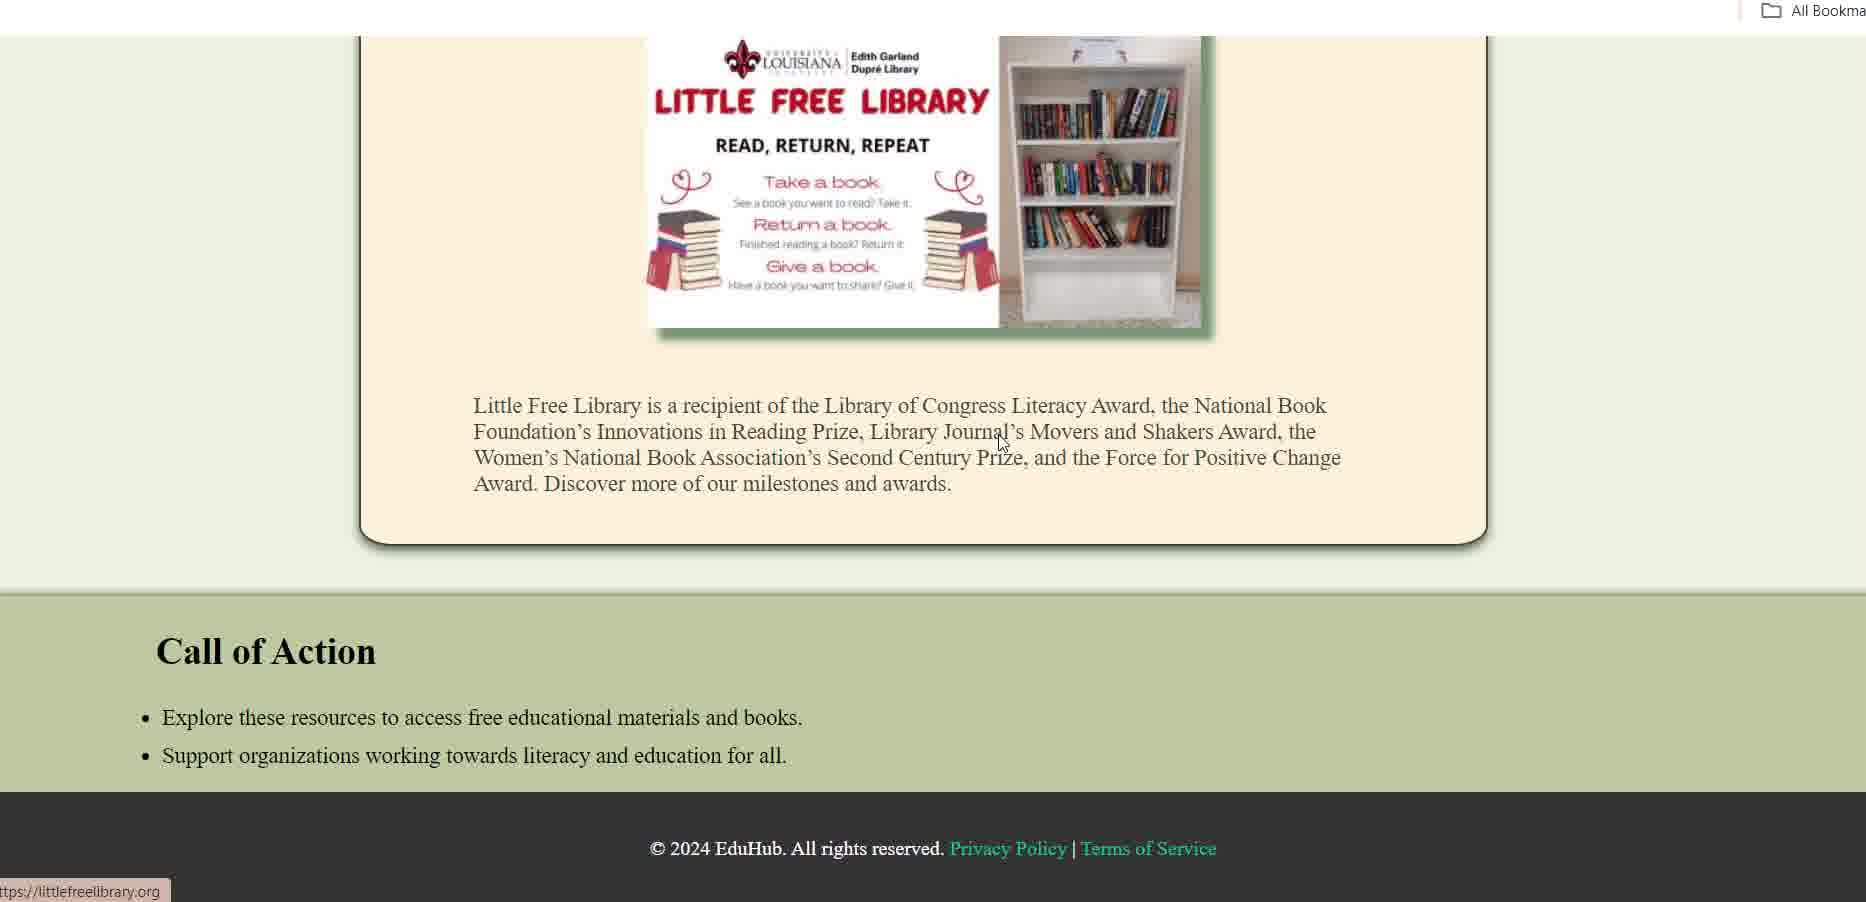 All Bookma
UNIVERSITY of
LOUISIANA
Edith Garland
Dupré Library
LITTLE FREE LIBRARY
READ, RETURN, REPEAT
Take a book.
See a book you want to read? Take it.
Return a book.
Finished reading a book? Return it.
Give a book.
Have a book you want to share? Give it.
Little Free Library is a recipient of the Library of Congress Literacy Award, the National Book
Foundation’s Innovations in Reading Prize, Library Journal’s Movers and Shakers Award, the
Women’s National Book Association’s Second Century Prize, and the Force for Positive Change
Award. Discover more of our milestones and awards.
Call of Action
• Explore these resources to access free educational materials and books.
• Support organizations working towards literacy and education for all.
© 2024 EduHub. All rights reserved. Privacy Policy | Terms of Service
ttps://littlefreelibrary.org